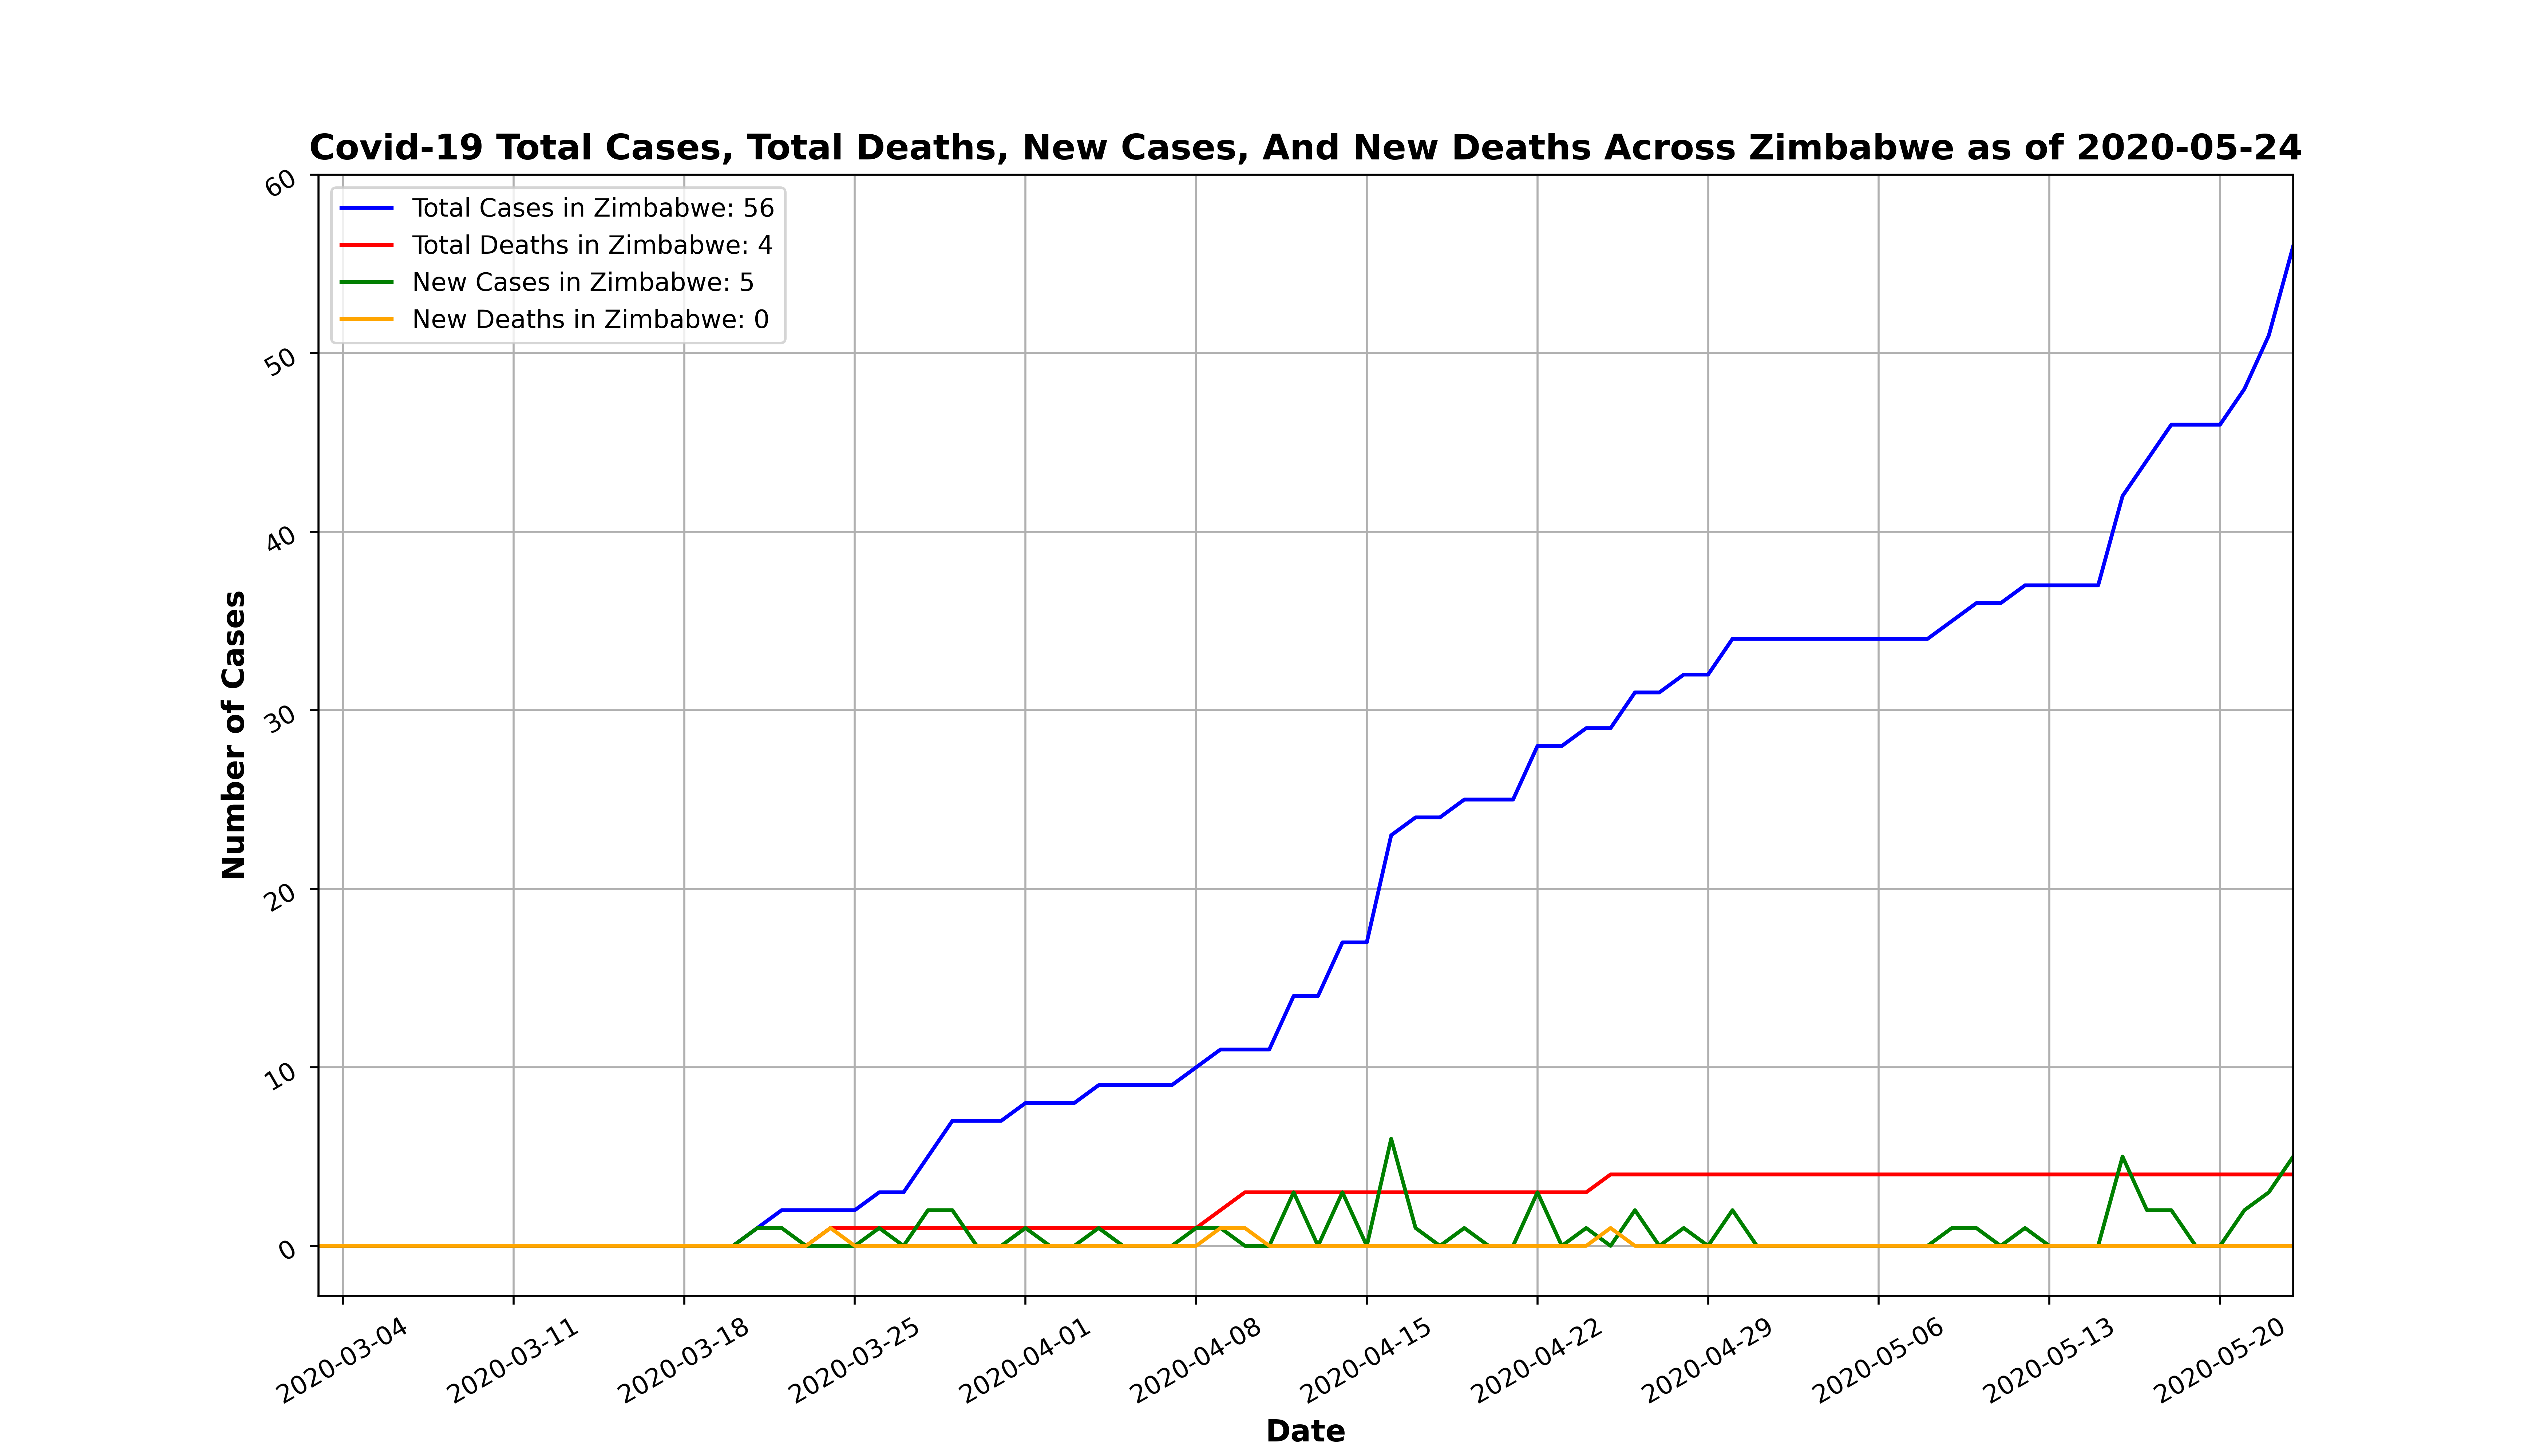 Covid-19 Total Cases, Total Deaths, New Cases, And New Deaths Across Zimbabwe as of 2020-05-24
Total Cases in Zimbabwe: 56
Total Deaths in Zimbabwe: 4
New Cases in Zimbabwe: 5
New Deaths in Zimbabwe: 0
60
50
40
30
20
10
0
Number of Cases
2020-03-04
2020-03-11
2020-03-18
2020-03-25
2020-04-01
2020-04-08
2020-04-15
2020-04-22
2020-04-29
2020-05-06
2020-05-13
2020-05-20
Date